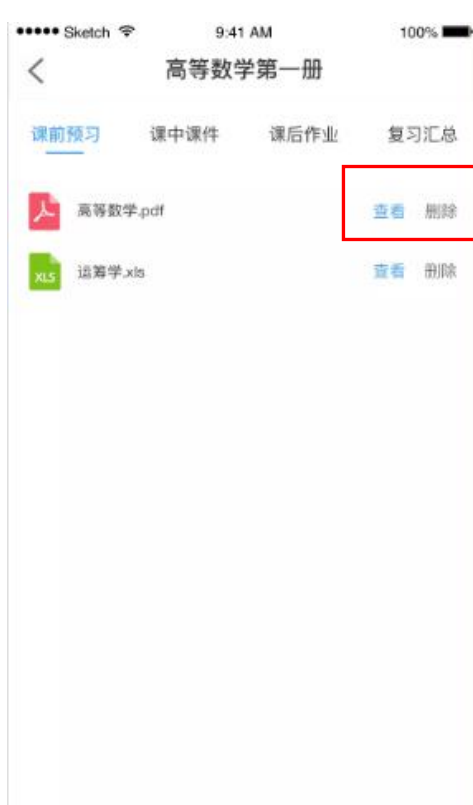 Sketch 9:41 AM 100%
高等数学第一册
课前预习 课中课件 课后作业 复习汇总
高等数学.pdf 查看 删除
XLS 运筹学.xls 查看 删除